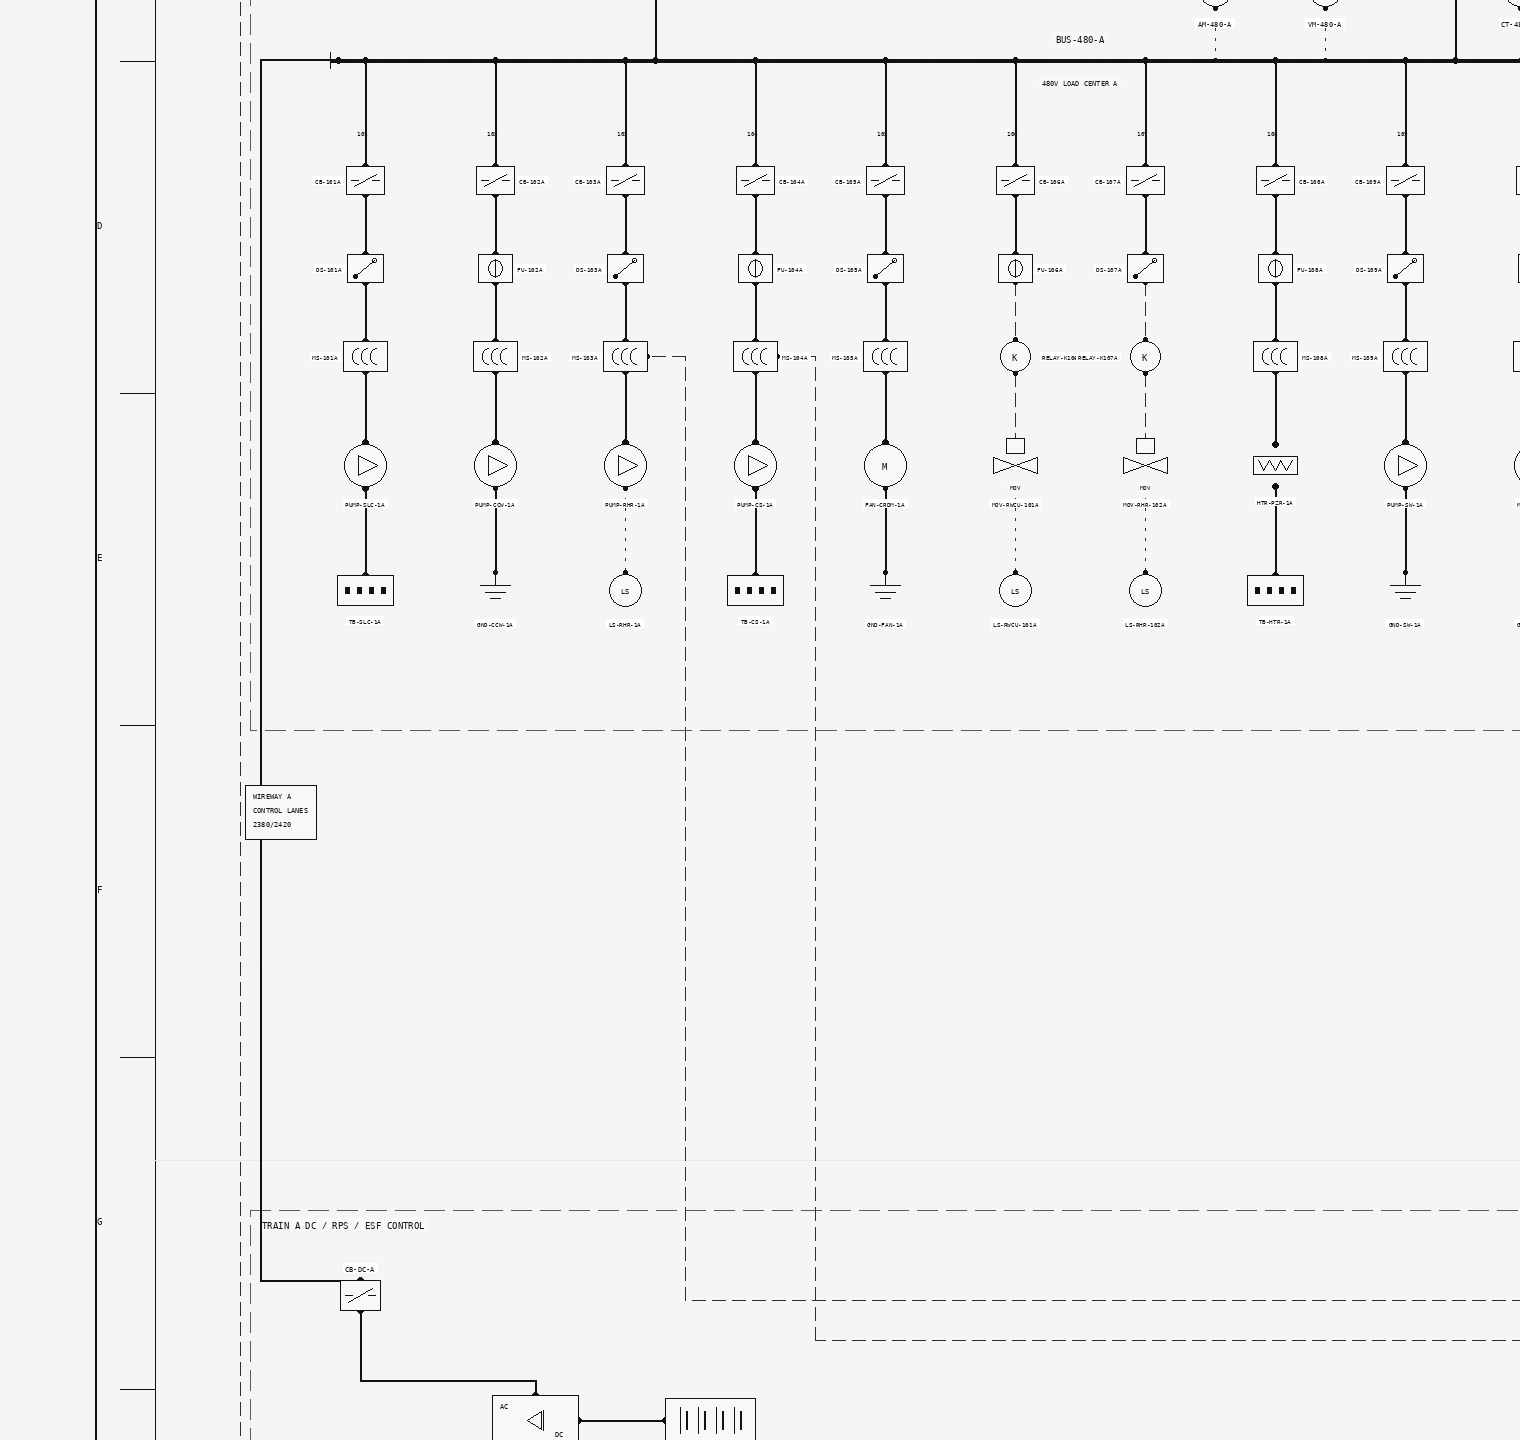 AM-480-A VM-480-A
BUS-480-A
480V LOAD CENTER A
CB-101A CB-102A CB-103A CB-104A CB-105A CB-106A CB-107A CB-108A CB-109A
D
DS-101A FU-102A DS-103A FU-104A DS-105A FU-106A DS-107A FU-108A DS-109A
MS-101A MS-102A MS-103A MS-104A MS-105A K RELAY-K106 RELAY-K107A K MS-108A MS-109A
M
MOV MOV
PUMP-SLC-1A PUMP-CCW-1A PUMP-RHR-1A PUMP-CS-1A FAN-CRDM-1A MOV-RWCU-101A MOV-RHR-102A HTR-PZR-1A PUMP-SW-1A
E
LS LS LS
TB-SLC-1A GND-CCW-1A LS-RHR-1A TB-CS-1A GND-FAN-1A LS-RWCU-101A LS-RHR-102A TB-HTR-1A GND-SW-1A
WIREWAY A
CONTROL LANES
2380/2420
F
G
TRAIN A DC / RPS / ESF CONTROL
CB-DC-A
AC
DC